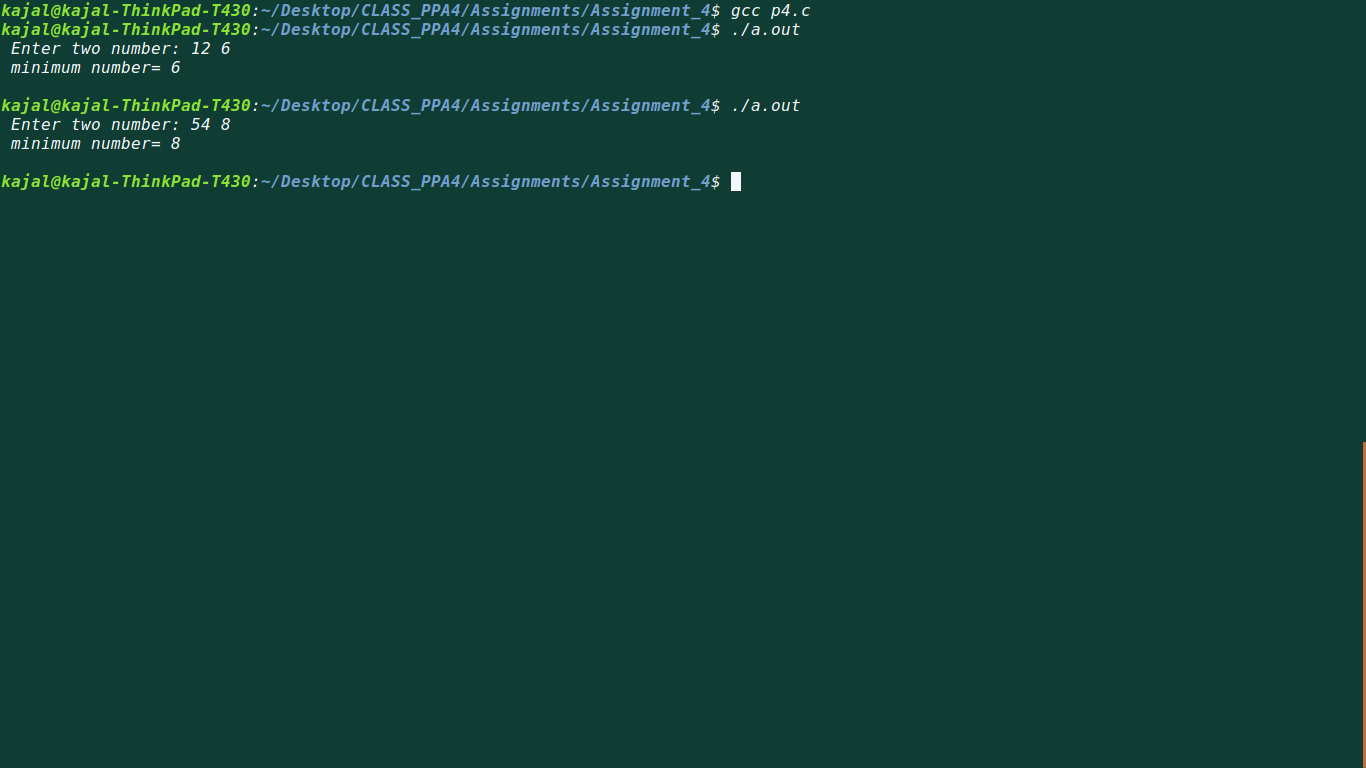 kajal@kajal-ThinkPad-T430:~/Desktop/CLASS_PPA4/Assignments/Assignment_4$ gcc p4.c
kajal@kajal-ThinkPad-T430:~/Desktop/CLASS_PPA4/Assignments/Assignment_4$ ./a.out
Enter two number: 12 6
minimum number= 6
kajal@kajal-ThinkPad-T430:~/Desktop/CLASS_PPA4/Assignments/Assignment_4$ ./a.out
Enter two number: 54 8
minimum number= 8
kajal@kajal-ThinkPad-T430:~/Desktop/CLASS_PPA4/Assignments/Assignment_4$